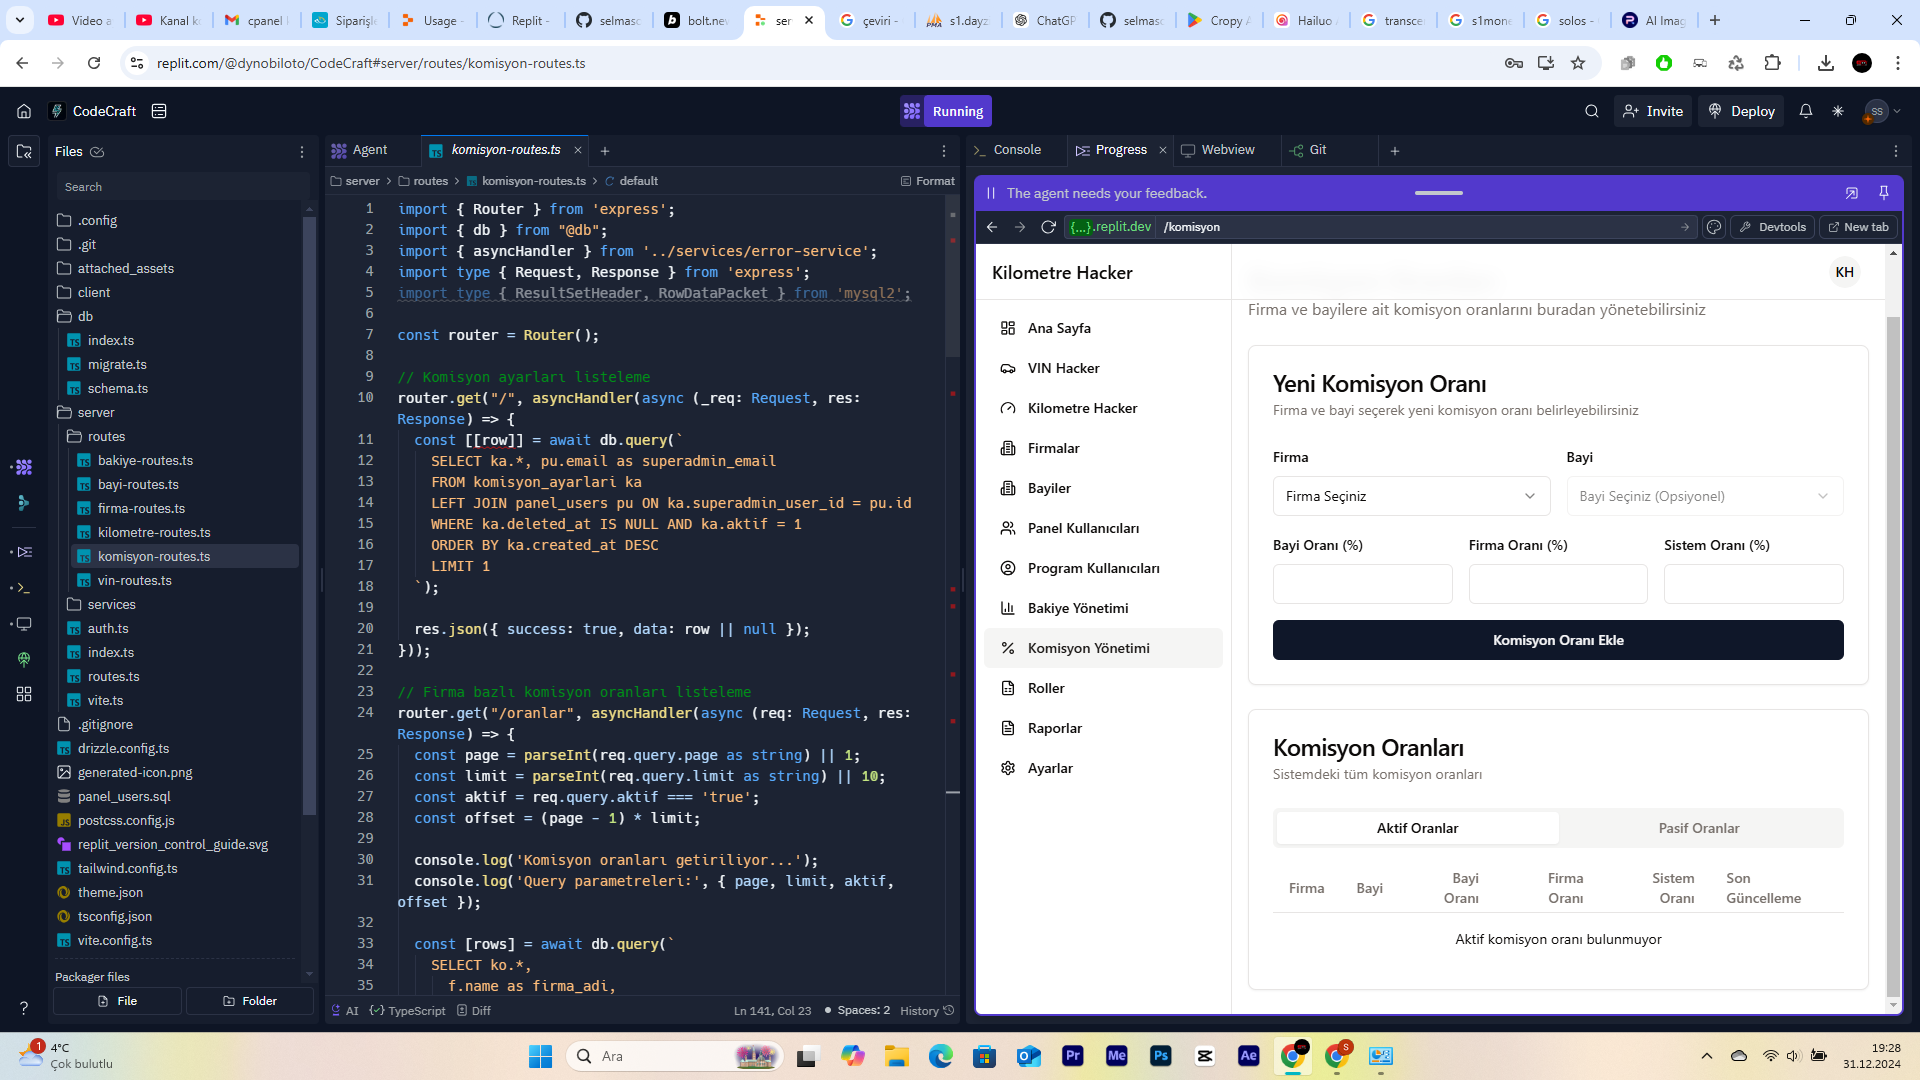 Video a
Kanal k
cpanel l
Siparişle
Usage -
Replit -
selmasc
bolt.nev
ser
çeviri -
s1.dayz
ChatGP
selmasc
Cropy A
Hailuo A
transce
s1mone
solos -
AI Imag
replit.com/@dynobiloto/CodeCraft#server/routes/komisyon-routes.ts
CodeCraft
Running
Invite
Deploy
SS
Files
Search
.config
.git
attached_assets
client
db
index.ts
migrate.ts
schema.ts
server
routes
bakiye-routes.ts
bayi-routes.ts
firma-routes.ts
kilometre-routes.ts
komisyon-routes.ts
vin-routes.ts
services
auth.ts
index.ts
routes.ts
vite.ts
.gitignore
drizzle.config.ts
generated-icon.png
panel_users.sql
postcss.config.js
replit_version_control_guide.svg
tailwind.config.ts
theme.json
tsconfig.json
vite.config.ts
Packager files
File
Folder
Agent
komisyon-routes.ts
server > routes > komisyon-routes.ts > default
Format
1 import { Router } from 'express';
2 import { db } from "@db";
3 import { asyncHandler } from '../services/error-service';
4 import type { Request, Response } from 'express';
5 import type { ResultSetHeader, RowDataPacket } from 'mysql2';
6
7 const router = Router();
8
9 // Komisyon ayarları listeleme
10 router.get("/", asyncHandler(async (_req: Request, res:
Response) => {
11 const [[row]] = await db.query(`
12 SELECT ka.*, pu.email as superadmin_email
13 FROM komisyon_ayarlari ka
14 LEFT JOIN panel_users pu ON ka.superadmin_user_id = pu.id
15 WHERE ka.deleted_at IS NULL AND ka.aktif = 1
16 ORDER BY ka.created_at DESC
17 LIMIT 1
18 `);
19
20 res.json({ success: true, data: row || null });
21 }));
22
23 // Firma bazlı komisyon oranları listeleme
24 router.get("/oranlar", asyncHandler(async (req: Request, res:
Response) => {
25 const page = parseInt(req.query.page as string) || 1;
26 const limit = parseInt(req.query.limit as string) || 10;
27 const aktif = req.query.aktif === 'true';
28 const offset = (page - 1) * limit;
29
30 console.log('Komisyon oranları getiriliyor...');
31 console.log('Query parametreleri:', { page, limit, aktif,
offset });
32
33 const [rows] = await db.query(`
34 SELECT ko.*,
35 f.name as firma_adi,
AI
TypeScript
Diff
Ln 141, Col 23
Spaces: 2
History
Console
Progress
Webview
Git
The agent needs your feedback.
{...}.replit.dev
/komisyon
Devtools
New tab
Kilometre Hacker
KH
Ana Sayfa
VIN Hacker
Kilometre Hacker
Firmalar
Bayiler
Panel Kullanıcıları
Program Kullanıcıları
Bakiye Yönetimi
Komisyon Yönetimi
Roller
Raporlar
Ayarlar
Firma ve bayilere ait komisyon oranlarını buradan yönetebilirsiniz
Yeni Komisyon Oranı
Firma ve bayi seçerek yeni komisyon oranı belirleyebilirsiniz
Firma
Bayi
Firma Seçiniz
Bayi Seçiniz (Opsiyonel)
Bayi Oranı (%)
Firma Oranı (%)
Sistem Oranı (%)
Komisyon Oranı Ekle
Komisyon Oranları
Sistemdeki tüm komisyon oranları
Aktif Oranlar
Pasif Oranlar
Firma
Bayi
Bayi Oranı
Firma Oranı
Sistem Oranı
Son Güncelleme
Aktif komisyon oranı bulunmuyor
1
4°C
Çok bulutlu
Ara
Pr
Me
Ps
Ae
S
19:28
31.12.2024